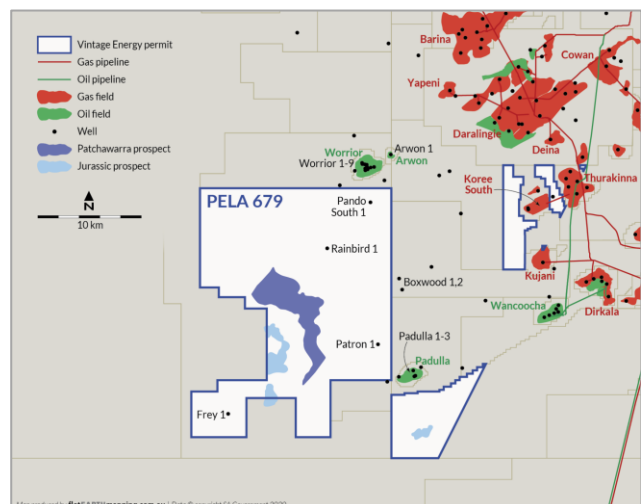 Vintage Energy permit
Gas pipeline
Oil pipeline
Gas field
Oil field
Well
Patchawarra prospect
Jurassic prospect
N
10 km
Barina
Cowan
Yapeni
Daralingie
Deina
Worrior
Arwon 1
Worrior 1-9
Arwon
Thurakinna
Koree
South
PELA 679
Pando
South 1
Rainbird 1
Kujani
Boxwood 1,2
Wancoocha
Dirkala
Padulla 1-3
Patron 1
Padulla
Frey 1